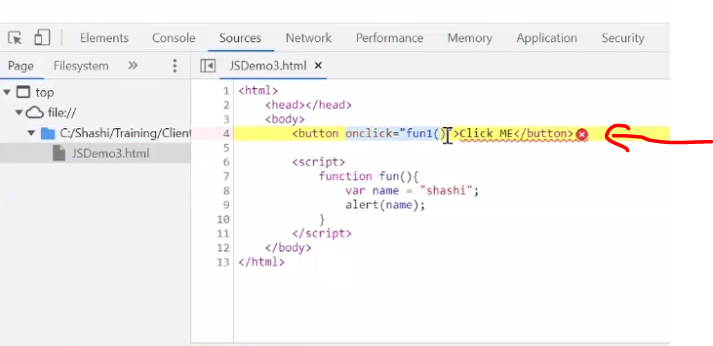 Elements Console Sources Network Performance Memory Application Security
Page Filesystem » JSDemo3.html ×
top
file://
C:/Shashi/Training/Client
JSDemo3.html
1 <html>
2 <head></head>
3 <body>
4 <button onclick="fun1()">Click ME</button>
5
6 <script>
7 function fun(){
8 var name = "shashi";
9 alert(name);
10 }
11 </script>
12 </body>
13 </html>